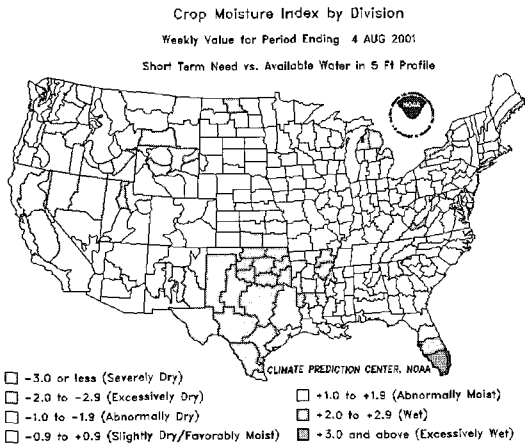 Crop Moisture Index by Division
Weekly Value for Period Ending 4 AUG 2001
Short Term Need vs. Available Water in 5 Ft Profile
NOAA
CLIMATE PREDICTION CENTER, NOAA
-3.0 or less (Severely Dry)
-2.0 to -2.9 (Excessively Dry)
-1.0 to -1.9 (Abnormally Dry)
-0.9 to +0.9 (Slightly Dry/Favorably Moist)
+1.0 to +1.9 (Abnormally Moist)
+2.0 to +2.9 (Wet)
+3.0 and above (Excessively Wet)